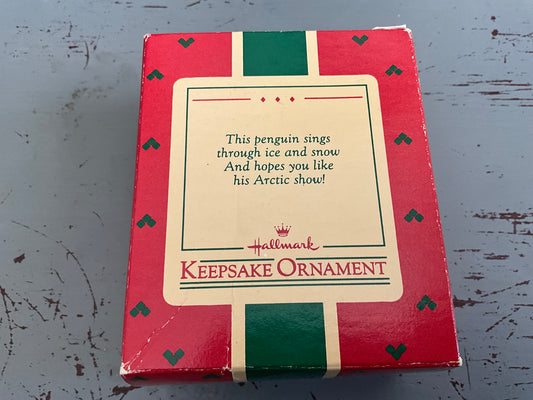 This penguin sings
through ice and snow
And hopes you like
his Arctic show!
Hallmark
KEEPSAKE ORNAMENT